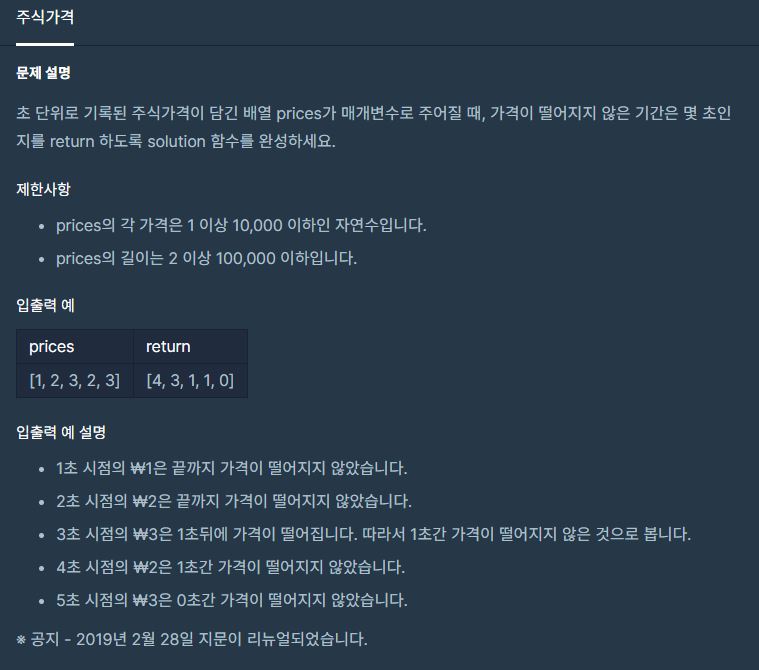 주식가격
문제 설명
초 단위로 기록된 주식가격이 담긴 배열 prices가 매개변수로 주어질 때, 가격이 떨어지지 않은 기간은 몇 초인
지를 return 하도록 solution 함수를 완성하세요.
제한사항
• prices의 각 가격은 1 이상 10,000 이하인 자연수입니다.
• prices의 길이는 2 이상 100,000 이하입니다.
입출력 예
prices return
[1, 2, 3, 2, 3] [4, 3, 1, 1, 0]
입출력 예 설명
• 1초 시점의 ₩1은 끝까지 가격이 떨어지지 않았습니다.
• 2초 시점의 ₩2은 끝까지 가격이 떨어지지 않았습니다.
• 3초 시점의 ₩3은 1초뒤에 가격이 떨어집니다. 따라서 1초간 가격이 떨어지지 않은 것으로 봅니다.
• 4초 시점의 ₩2은 1초간 가격이 떨어지지 않았습니다.
• 5초 시점의 ₩3은 0초간 가격이 떨어지지 않았습니다.
※ 공지 - 2019년 2월 28일 지문이 리뉴얼되었습니다.